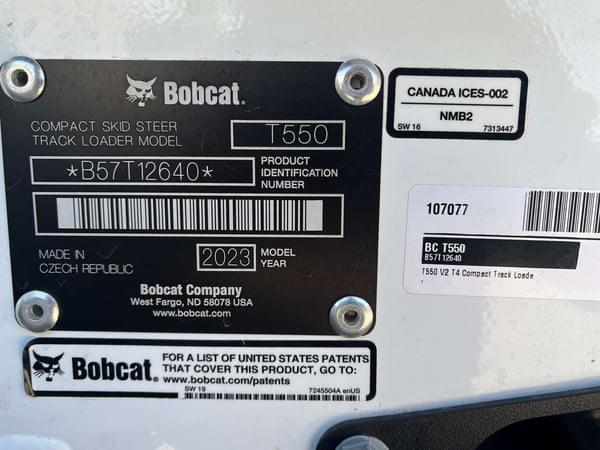 Bobcat.
COMPACT SKID STEER
TRACK LOADER MODEL
T550
*B57T12640*
PRODUCT
IDENTIFICATION
NUMBER
MADE IN
CZECH REPUBLIC
2023
MODEL
YEAR
Bobcat Company
West Fargo, ND 58078 USA
www.bobcat.com
CANADA ICES-002
NMB2
SW 16 7313447
107077
BC T550
B57T12640
T550 V2 T4 Compact Track Loade
Bobcat.
FOR A LIST OF UNITED STATES PATENTS
THAT COVER THIS PRODUCT, GO TO:
www.bobcat.com/patents
SW 19 7245504A enUS